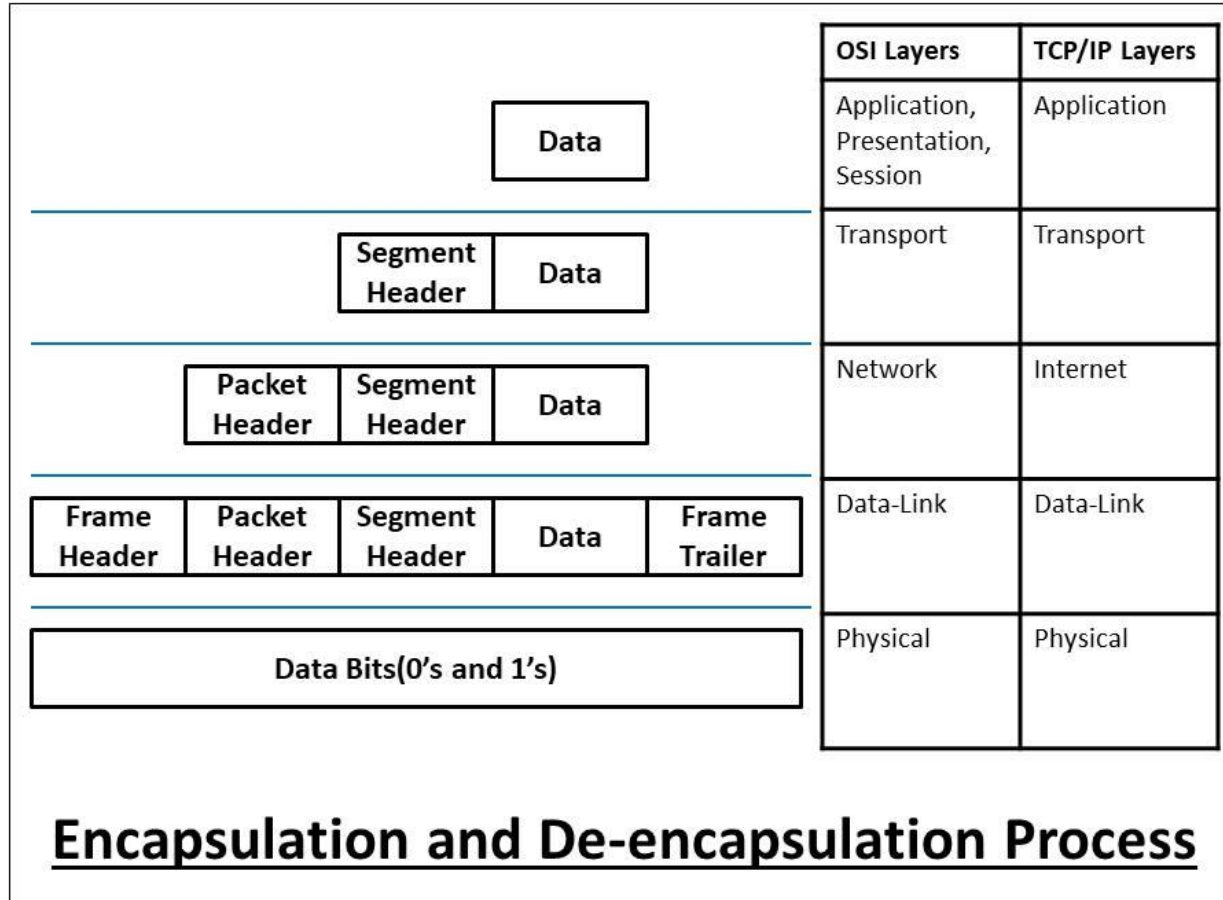 OSI Layers TCP/IP Layers
Data
Application,
Presentation,
Session
Application
Segment
Header
Data
Transport Transport
Packet
Header
Segment
Header
Data
Network Internet
Frame
Header
Packet
Header
Segment
Header
Data
Frame
Trailer
Data-Link Data-Link
Data Bits(0's and 1's)
Physical Physical
Encapsulation and De-encapsulation Process